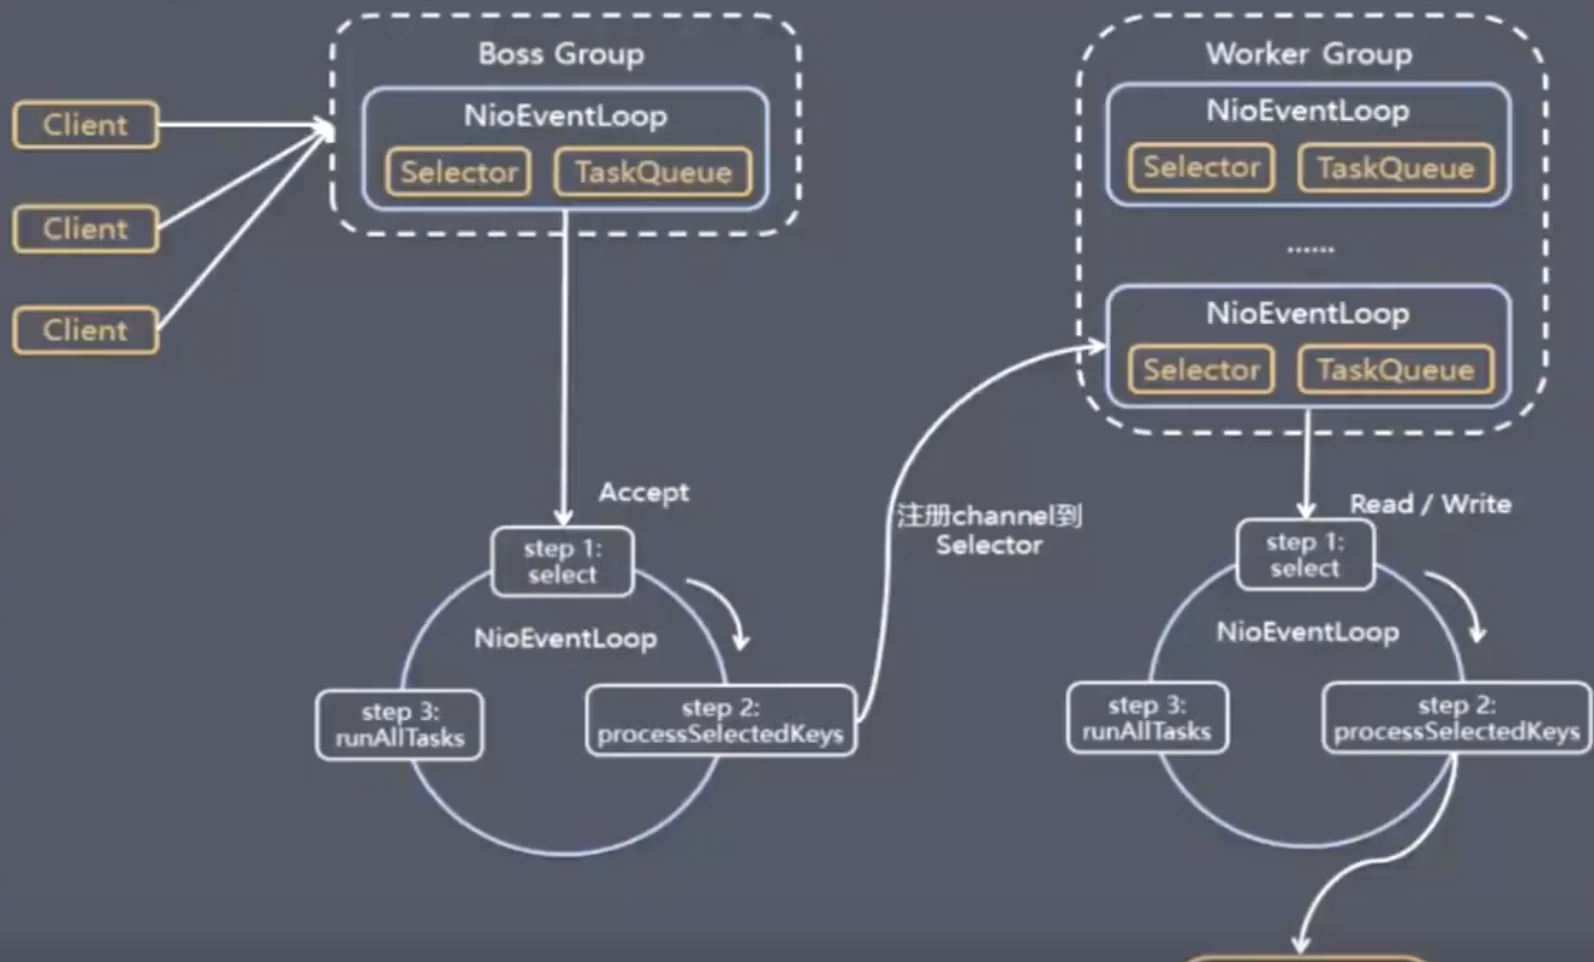 Boss Group
NioEventLoop
Selector
TaskQueue
Client
Client
Client
Accept
step 1:
select
NioEventLoop
step 2:
processSelectedKeys
step 3:
runAllTasks
注册channel到
Selector
Worker Group
NioEventLoop
Selector
TaskQueue
......
NioEventLoop
Selector
TaskQueue
Read / Write
step 1:
select
NioEventLoop
step 2:
processSelectedKeys
step 3:
runAllTasks